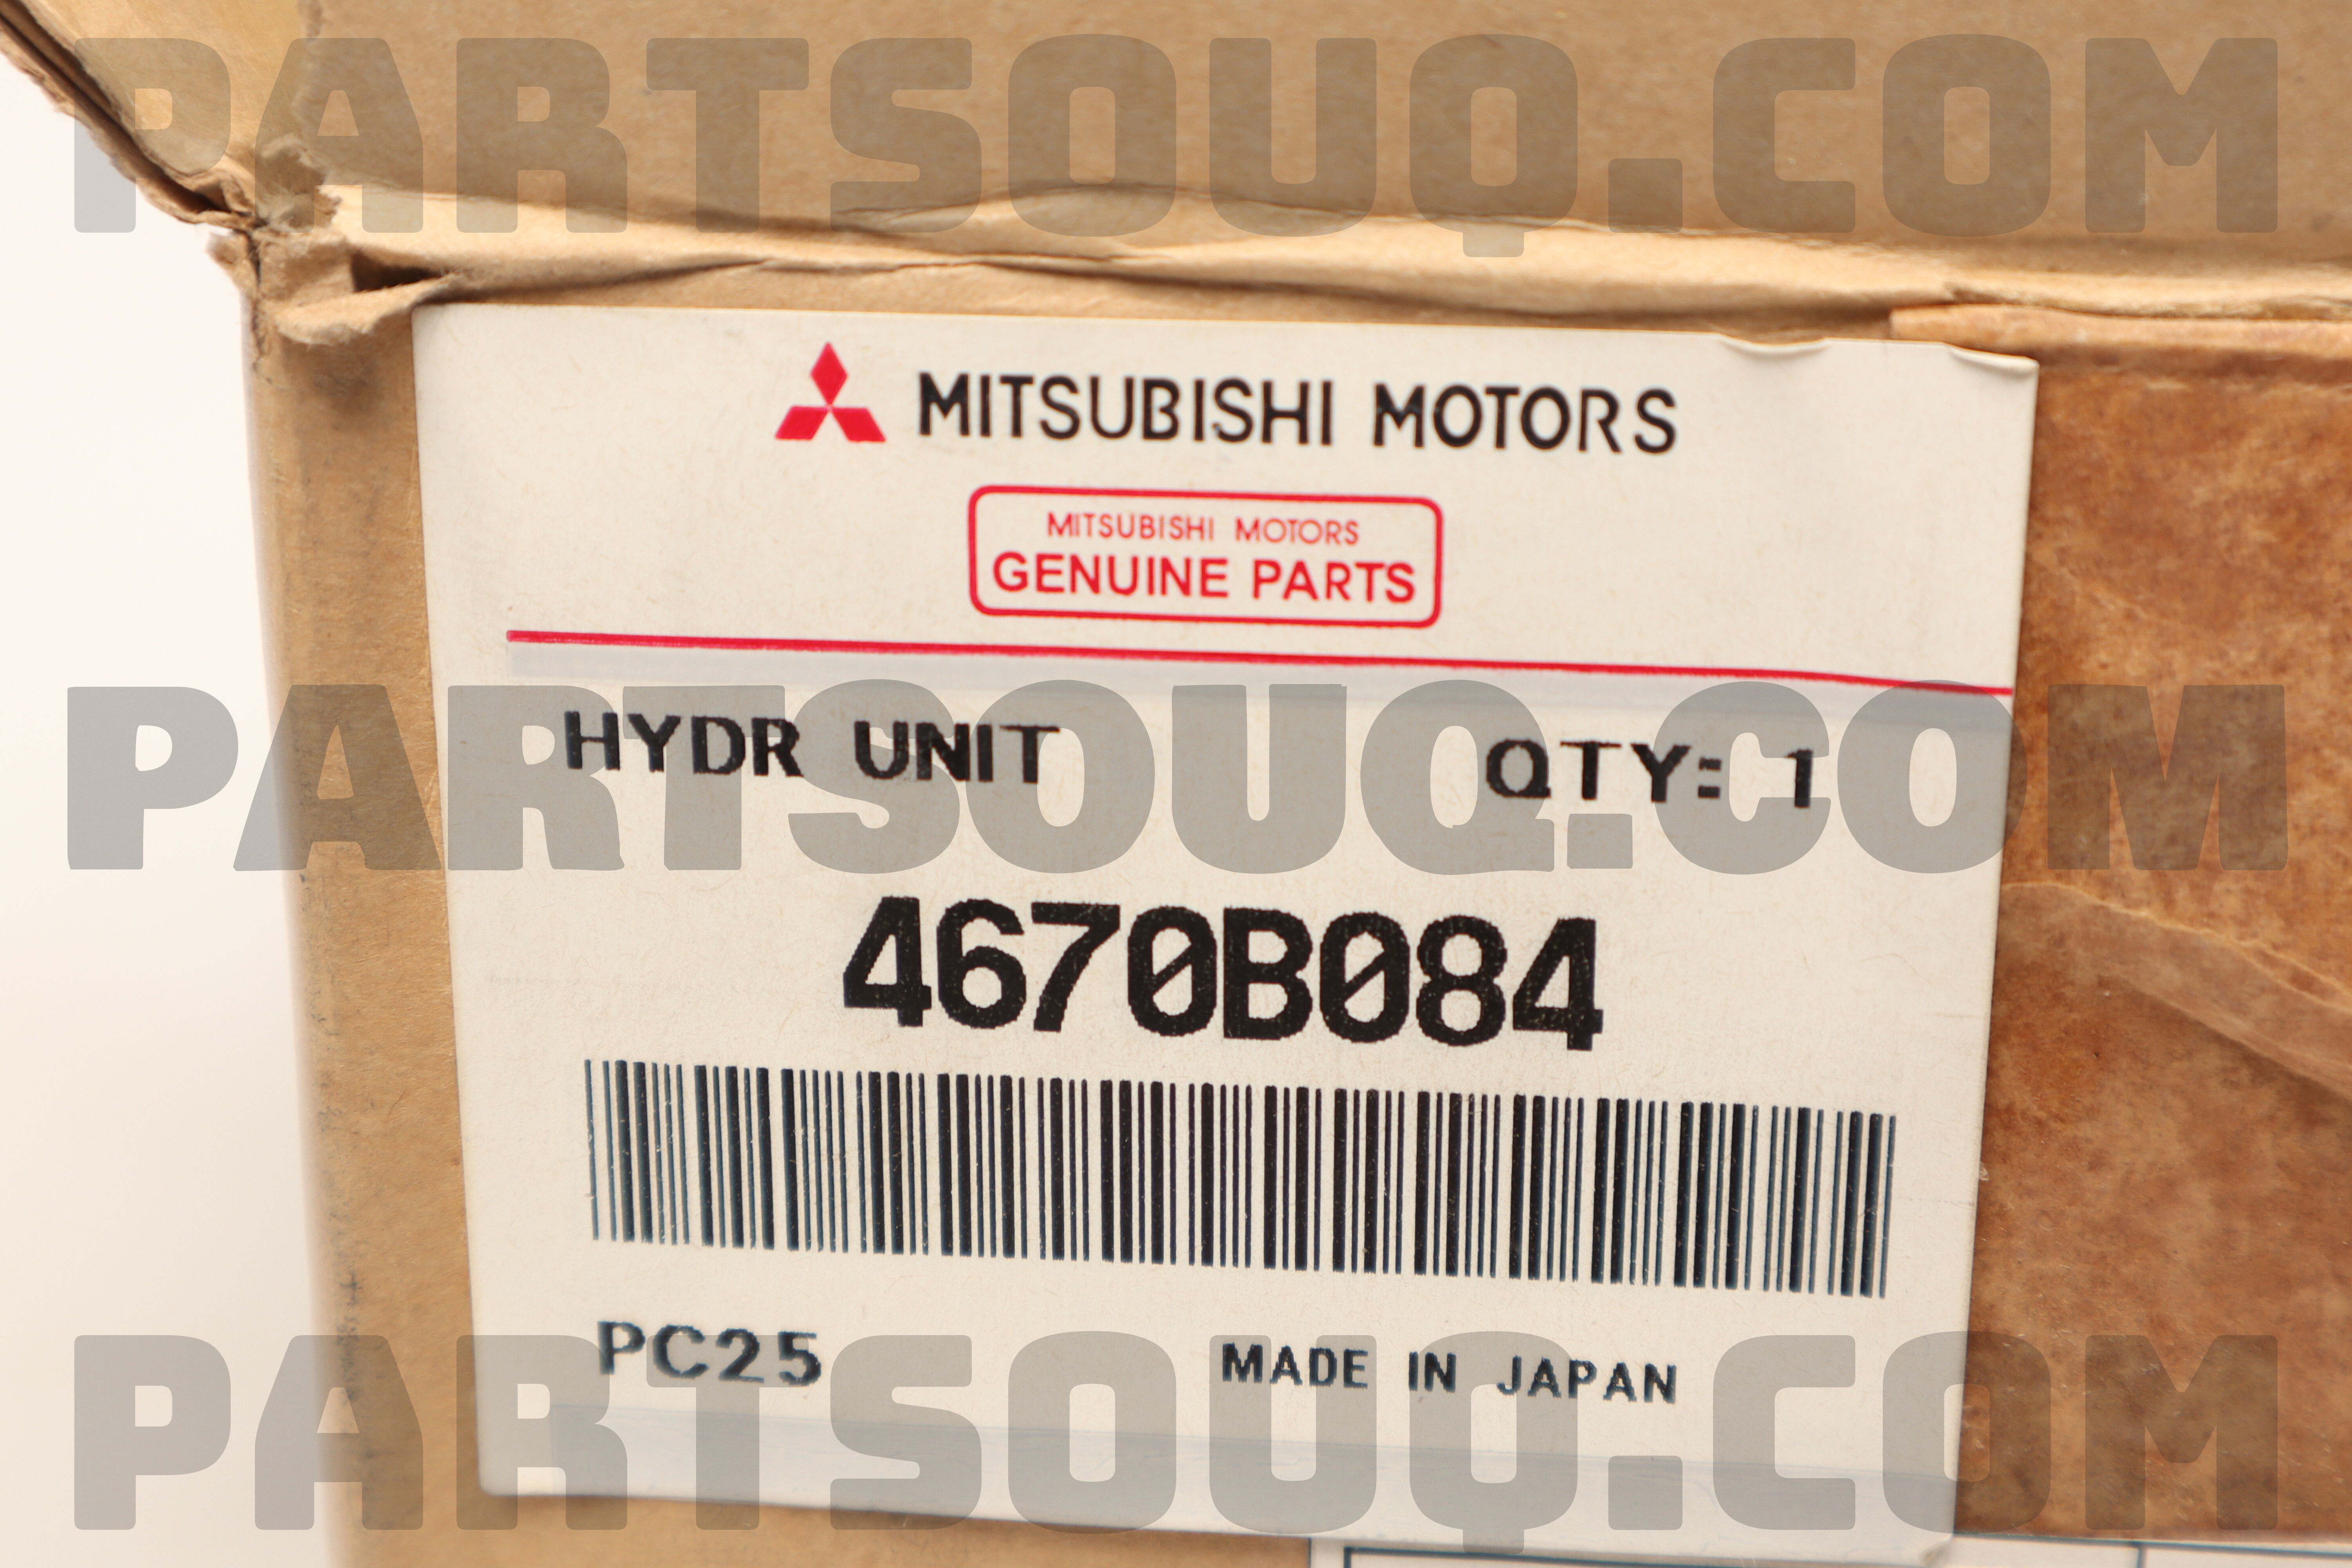 PARTSOUQ.COM
MITSUBISHI MOTORS
MITSUBISHI MOTORS
GENUINE PARTS
PARTSOUQ.COM
HYDR UNIT QTY: 1
4670B084
PC25 MADE IN JAPAN
PARTSOUQ.COM